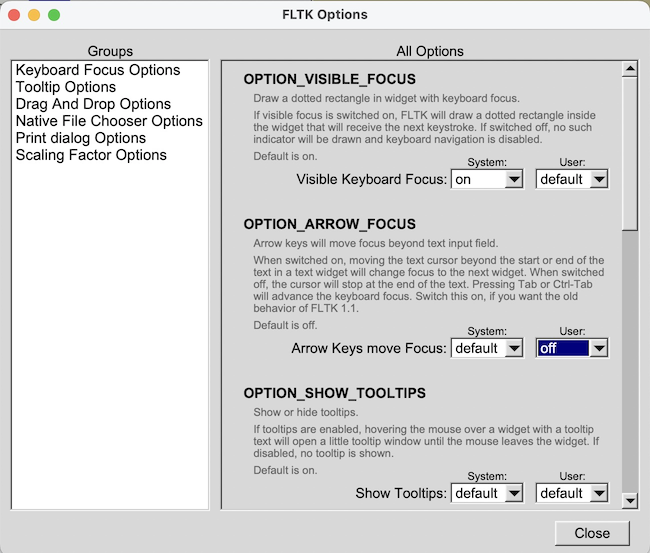 FLTK Options
Groups
All Options
Keyboard Focus Options
Tooltip Options
Drag And Drop Options
Native File Chooser Options
Print dialog Options
Scaling Factor Options
OPTION_VISIBLE_FOCUS
Draw a dotted rectangle in widget with keyboard focus.
If visible focus is switched on, FLTK will draw a dotted rectangle inside
the widget that will receive the next keystroke. If switched off, no such
indicator will be drawn and keyboard navigation is disabled.
Default is on.
System: User:
Visible Keyboard Focus: on default
OPTION_ARROW_FOCUS
Arrow keys will move focus beyond text input field.
When switched on, moving the text cursor beyond the start or end of the
text in a text widget will change focus to the next widget. When switched
off, the cursor will stop at the end of the text. Pressing Tab or Ctrl-Tab
will advance the keyboard focus. Switch this on, if you want the old
behavior of FLTK 1.1.
Default is off.
System: User:
Arrow Keys move Focus: default off
OPTION_SHOW_TOOLTIPS
Show or hide tooltips.
If tooltips are enabled, hovering the mouse over a widget with a tooltip
text will open a little tooltip window until the mouse leaves the widget. If
disabled, no tooltip is shown.
Default is on.
System: User:
Show Tooltips: default default
Close